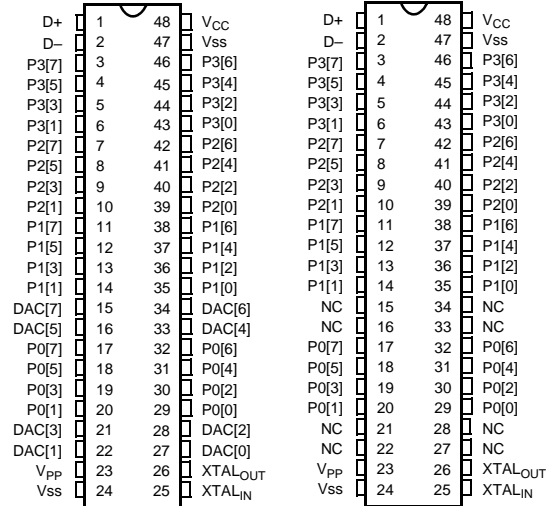 D+ 1 48 VCC D+ 1 48 VCC
D– 2 47 Vss D– 2 47 Vss
P3[7] 3 46 P3[6] P3[7] 3 46 P3[6]
P3[5] 4 45 P3[4] P3[5] 4 45 P3[4]
P3[3] 5 44 P3[2] P3[3] 5 44 P3[2]
P3[1] 6 43 P3[0] P3[1] 6 43 P3[0]
P2[7] 7 42 P2[6] P2[7] 7 42 P2[6]
P2[5] 8 41 P2[4] P2[5] 8 41 P2[4]
P2[3] 9 40 P2[2] P2[3] 9 40 P2[2]
P2[1] 10 39 P2[0] P2[1] 10 39 P2[0]
P1[7] 11 38 P1[6] P1[7] 11 38 P1[6]
P1[5] 12 37 P1[4] P1[5] 12 37 P1[4]
P1[3] 13 36 P1[2] P1[3] 13 36 P1[2]
P1[1] 14 35 P1[0] P1[1] 14 35 P1[0]
DAC[7] 15 34 DAC[6] NC 15 34 NC
DAC[5] 16 33 DAC[4] NC 16 33 NC
P0[7] 17 32 P0[6] P0[7] 17 32 P0[6]
P0[5] 18 31 P0[4] P0[5] 18 31 P0[4]
P0[3] 19 30 P0[2] P0[3] 19 30 P0[2]
P0[1] 20 29 P0[0] P0[1] 20 29 P0[0]
DAC[3] 21 28 DAC[2] NC 21 28 NC
DAC[1] 22 27 DAC[0] NC 22 27 NC
VPP 23 26 XTALOUT VPP 23 26 XTALOUT
Vss 24 25 XTALIN Vss 24 25 XTALIN